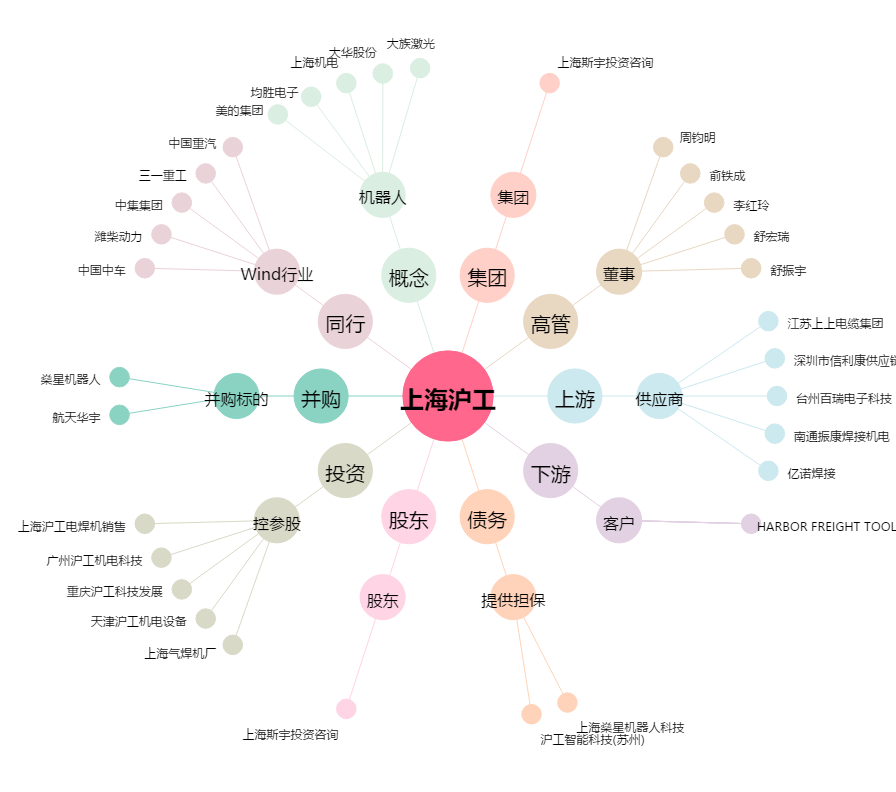 大族激光
大华股份
上海机电
均胜电子
美的集团
机器人
概念
上海斯宇投资咨询
集团
集团
周钧明
俞铁成
李红玲
舒宏瑞
舒振宇
董事
高管
中国重汽
三一重工
中集集团
潍柴动力
中国中车
Wind行业
同行
江苏上上电缆集团
深圳市信利康供应链
台州百瑞电子科技
南通振康焊接机电
亿诺焊接
供应商
上游
上海沪工
并购
并购标的
燊星机器人
航天华宇
投资
控参股
上海沪工电焊机销售
广州沪工机电科技
重庆沪工科技发展
天津沪工机电设备
上海气焊机厂
股东
股东
上海斯宇投资咨询
债务
提供担保
上海燊星机器人科技
沪工智能科技(苏州)
下游
客户
HARBOR FREIGHT TOOL